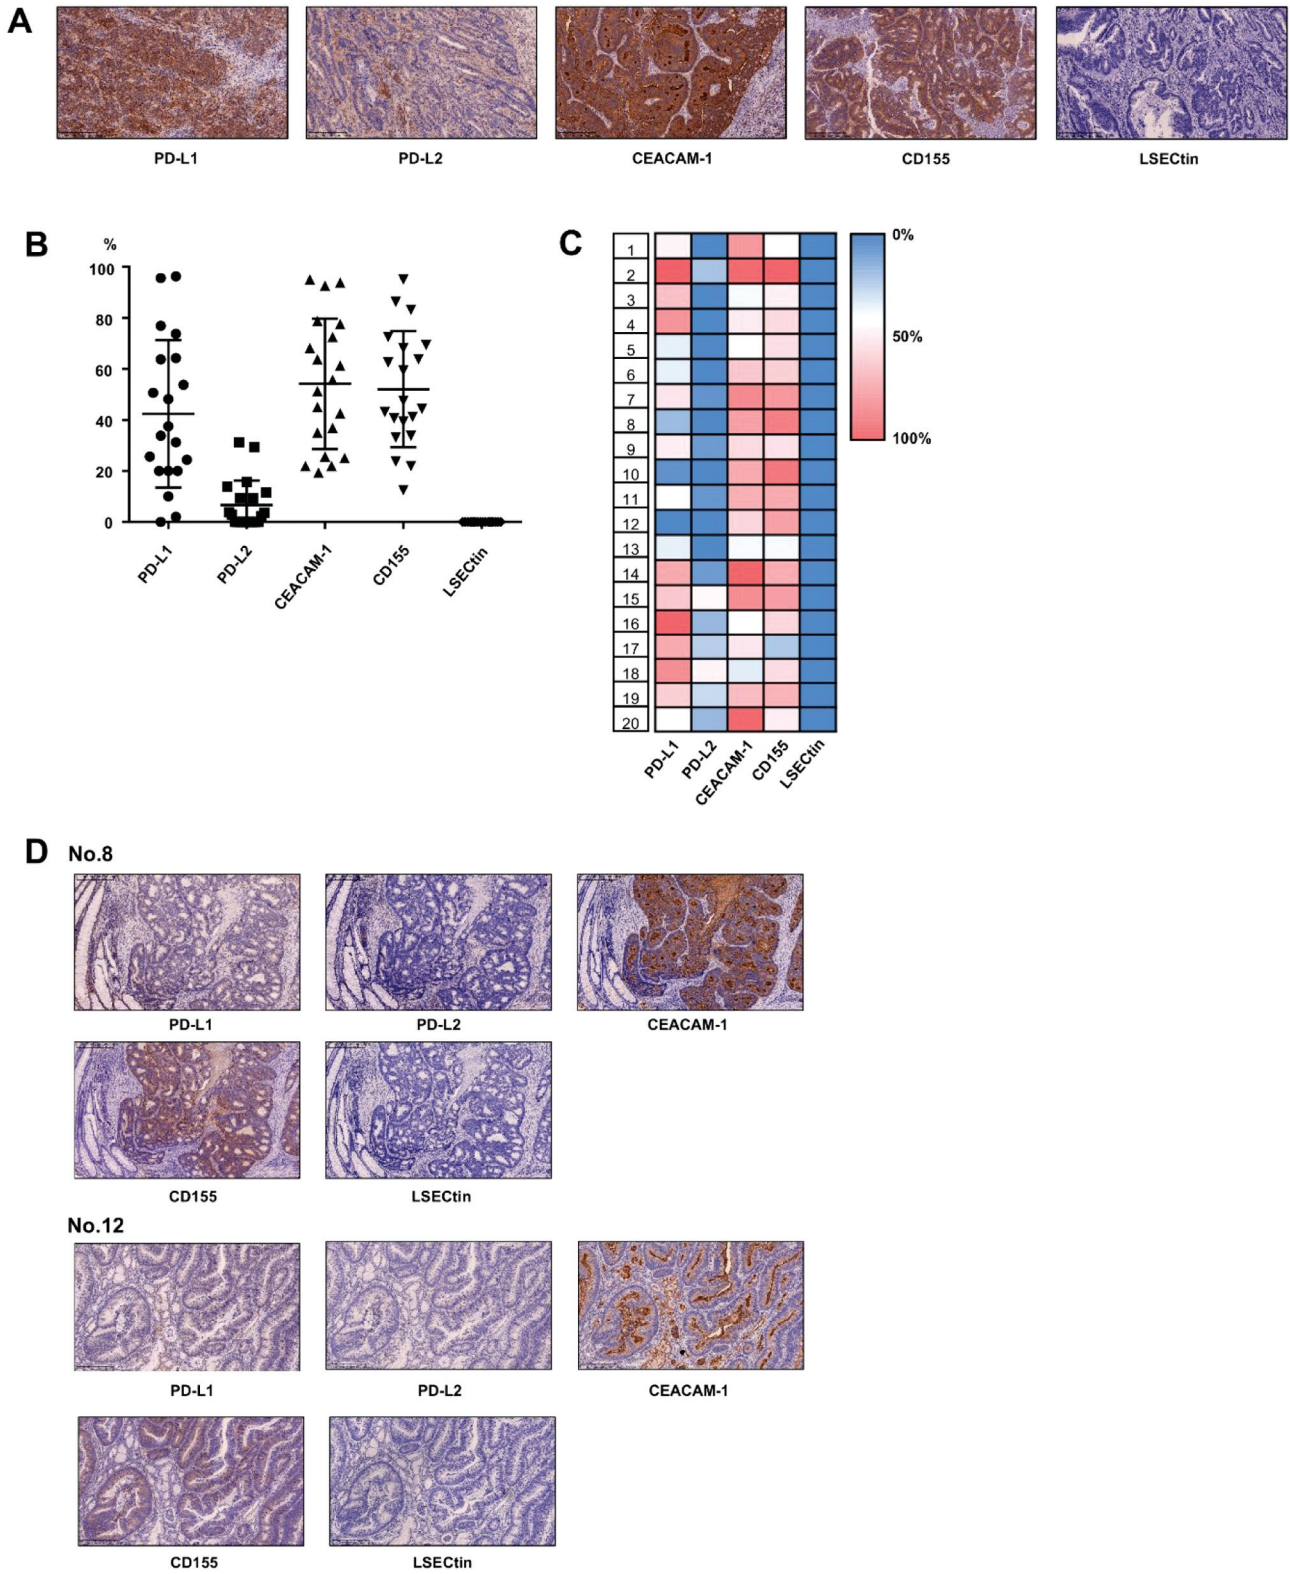 A
PD-L1 PD-L2 CEACAM-1 CD155 LSECtin
B
%
100
80
60
40
20
0
PD-L1 PD-L2 CEACAM-1 CD155 LSECtin
C
1
2
3
4
5
6
7
8
9
10
11
12
13
14
15
16
17
18
19
20
PD-L1 PD-L2 CEACAM-1 CD155 LSECtin
0%
50%
100%
D No.8
PD-L1 PD-L2 CEACAM-1
CD155 LSECtin
No.12
PD-L1 PD-L2 CEACAM-1
CD155 LSECtin